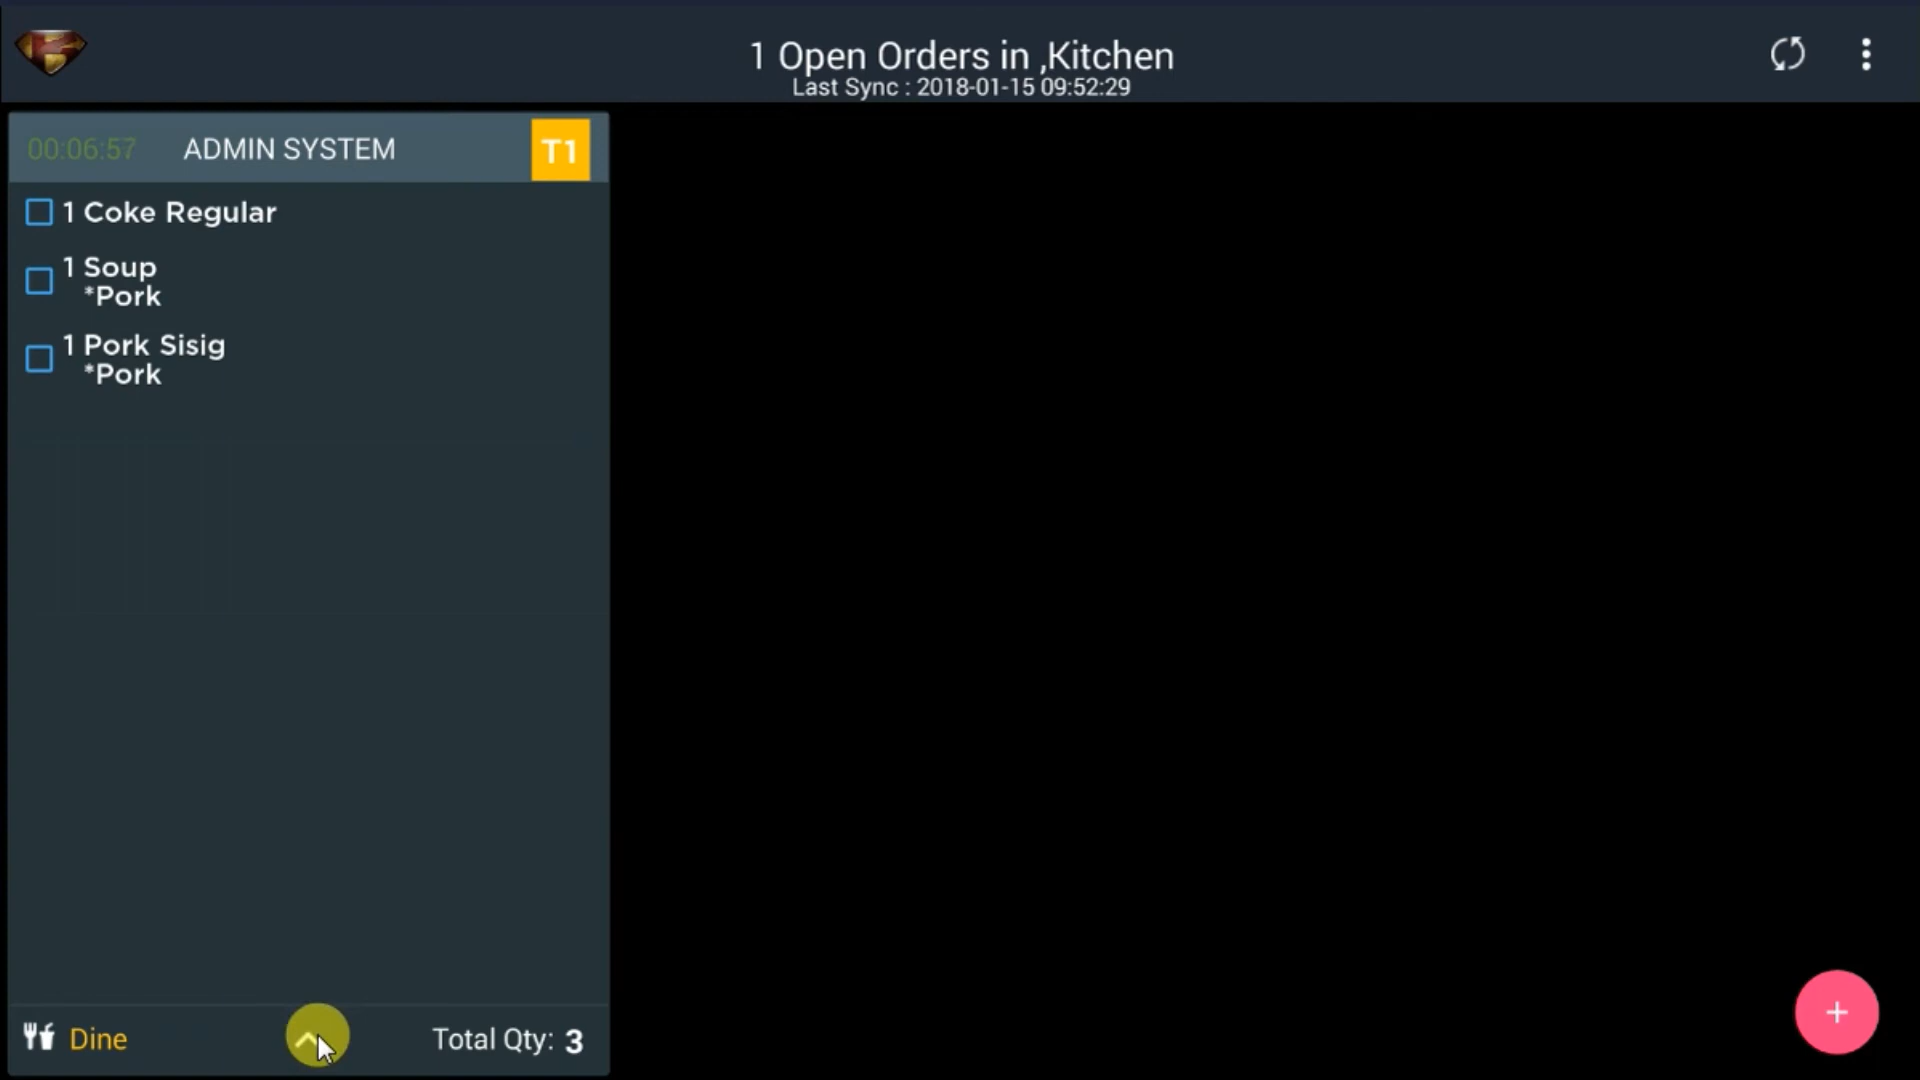 1 Open Orders in ,Kitchen
Last Sync : 2018-01-15 09:52:29
00:06:57 ADMIN SYSTEM T1
1 Coke Regular
1 Soup
*Pork
1 Pork Sisig
*Pork
Dine Total Qty: 3